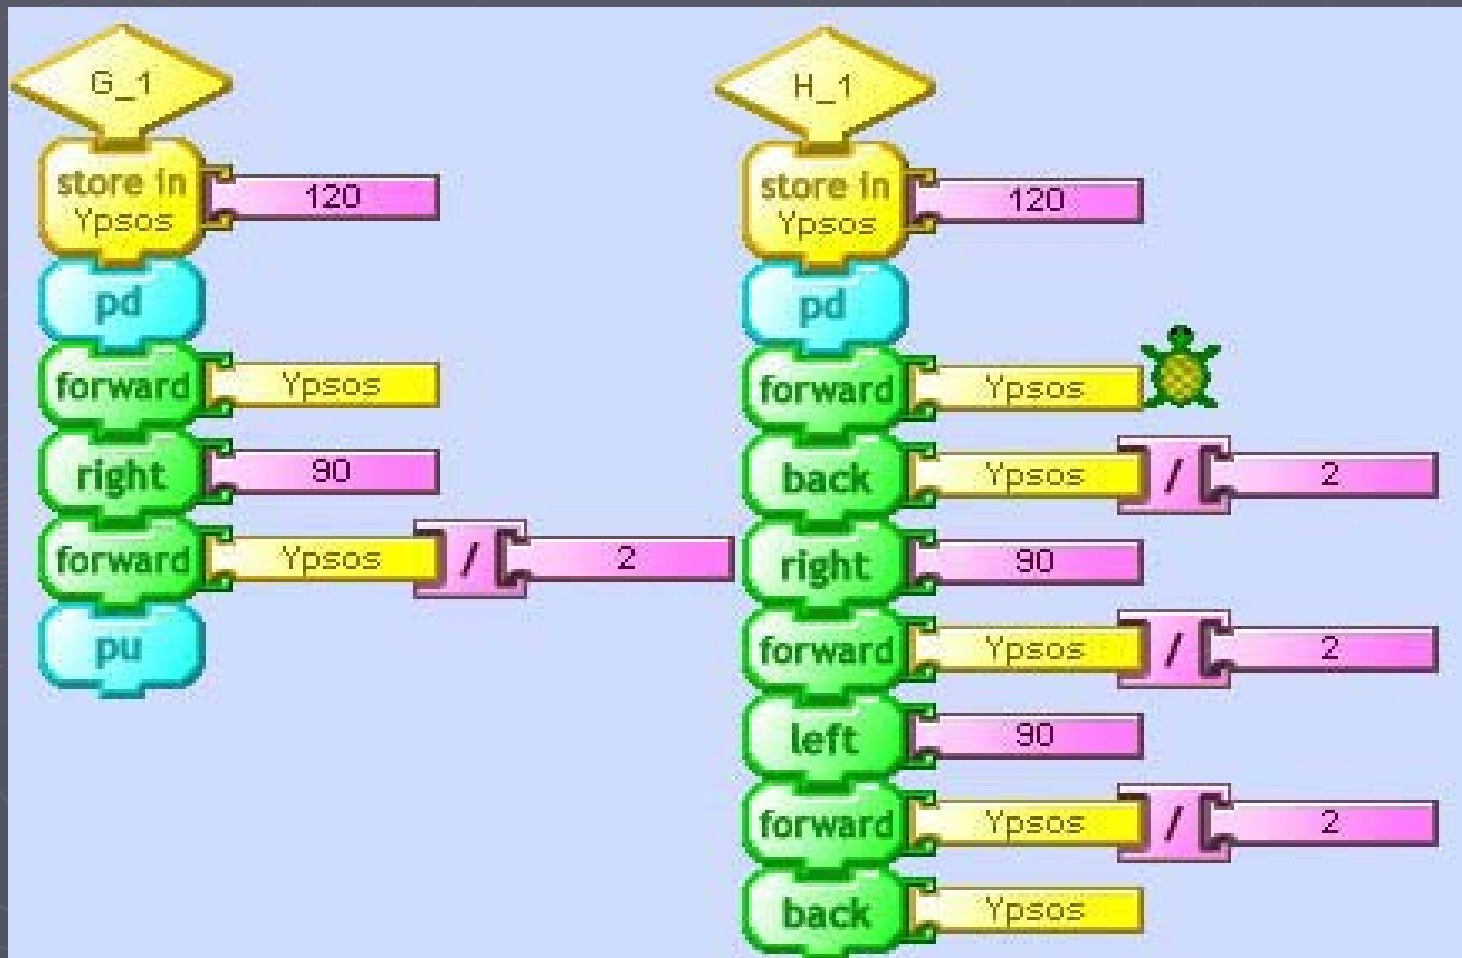 G_1
store in
Ypsos
120
pd
forward Ypsos
right 90
forward Ypsos / 2
pu
H_1
store in
Ypsos
120
pd
forward Ypsos
back Ypsos / 2
right 90
forward Ypsos / 2
left 90
forward Ypsos / 2
back Ypsos